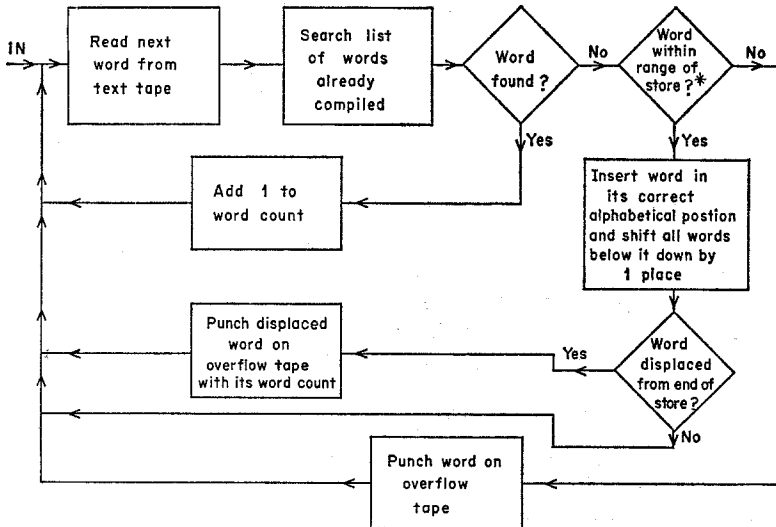 IN
Read next
word from
text tape
Search list
of words
already
compiled
Word
found ?
No
Word
within
range of
store ?*
No
Yes
Yes
Add 1 to
word count
Insert word in
its correct
alphabetical postion
and shift all words
below it down by
1 place
Punch displaced
word on
overflow tape
with its word count
Yes
Word
displaced
from end of
store ?
No
Punch word on
overflow
tape